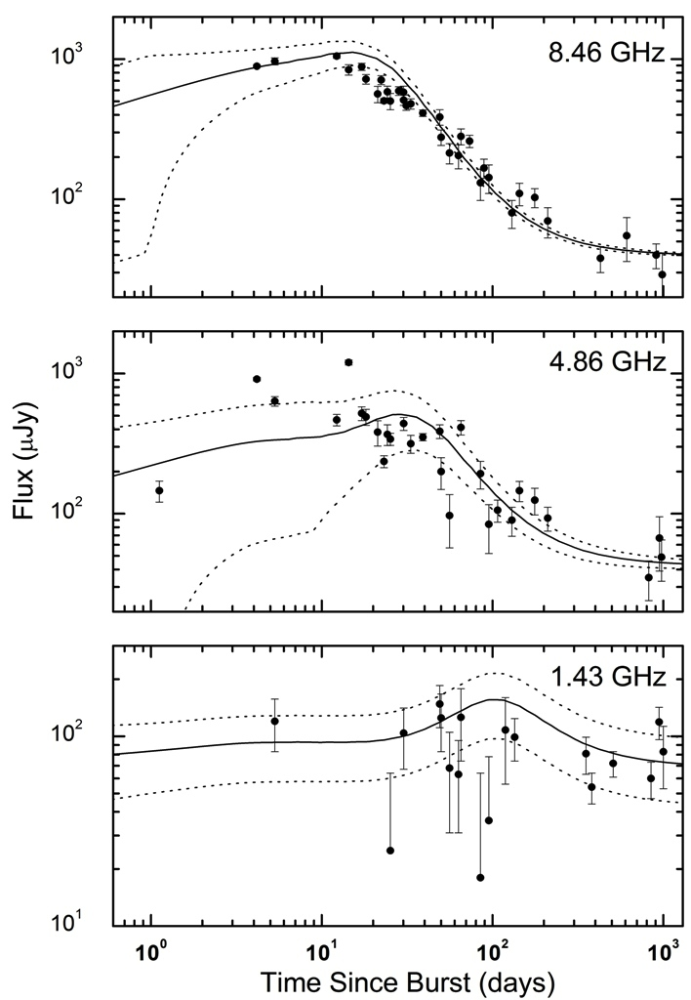 8.46 GHz
10³
10²
4.86 GHz
10³
10²
Flux (μJy)
1.43 GHz
10²
10¹
10⁰ 10¹ 10² 10³
Time Since Burst (days)